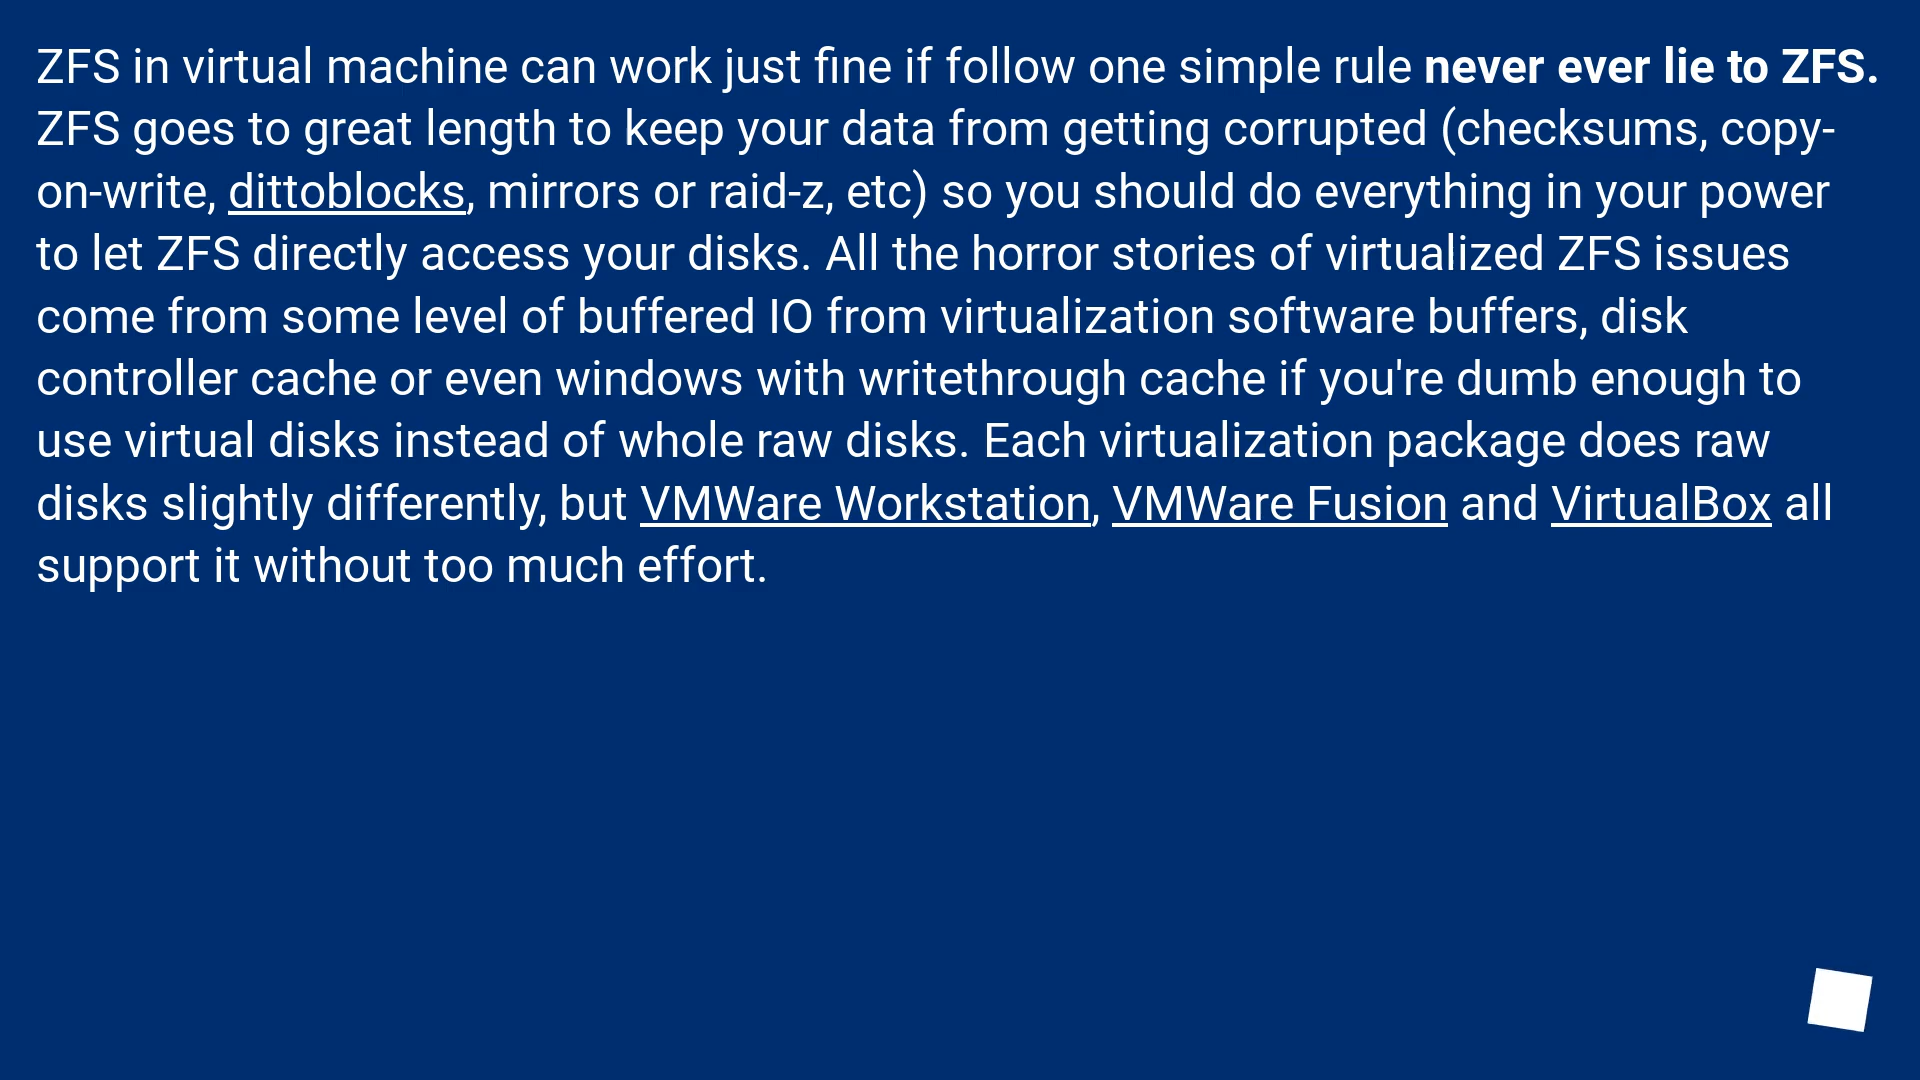 ZFS in virtual machine can work just fine if follow one simple rule never ever lie to ZFS.
ZFS goes to great length to keep your data from getting corrupted (checksums, copy-
on-write, dittoblocks, mirrors or raid-z, etc) so you should do everything in your power
to let ZFS directly access your disks. All the horror stories of virtualized ZFS issues
come from some level of buffered IO from virtualization software buffers, disk
controller cache or even windows with writethrough cache if you're dumb enough to
use virtual disks instead of whole raw disks. Each virtualization package does raw
disks slightly differently, but VMWare Workstation, VMWare Fusion and VirtualBox all
support it without too much effort.